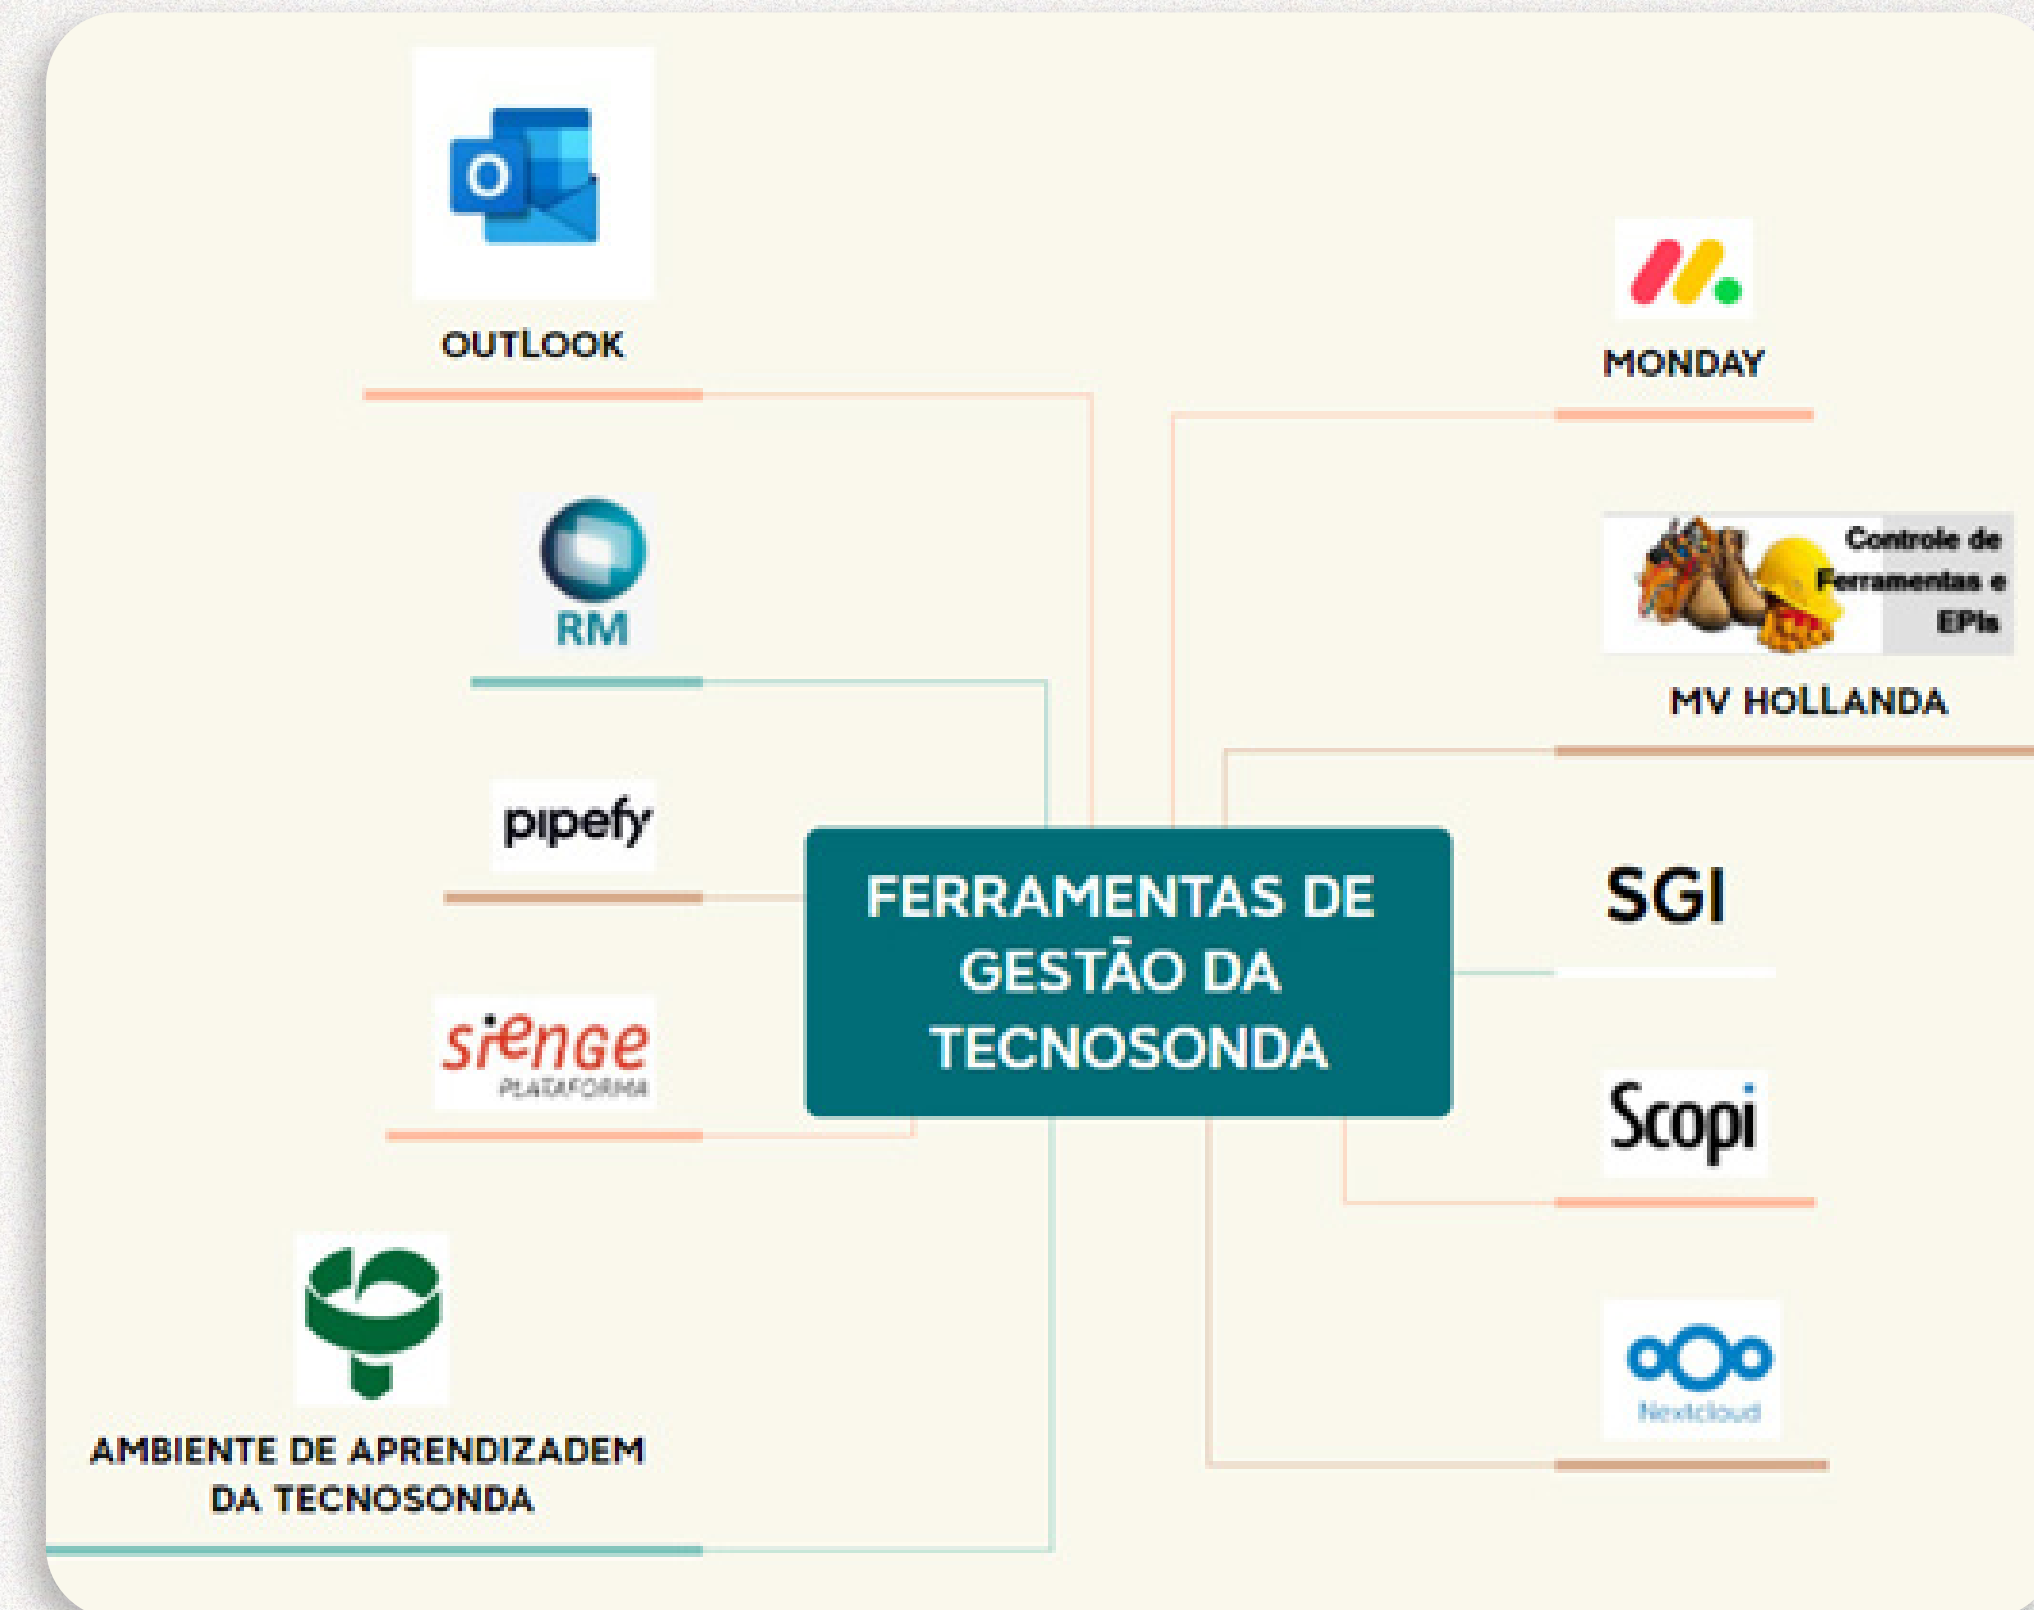 O
OUTLOOK
RM
pipefy
sienge
PLATAFORMA
AMBIENTE DE APRENDIZADEM
DA TECNOSONDA
FERRAMENTAS DE
GESTÃO DA
TECNOSONDA
MONDAY
Controle de
Ferramentas e
EPIs
MV HOLLANDA
SGI
Scopi
Nextcloud